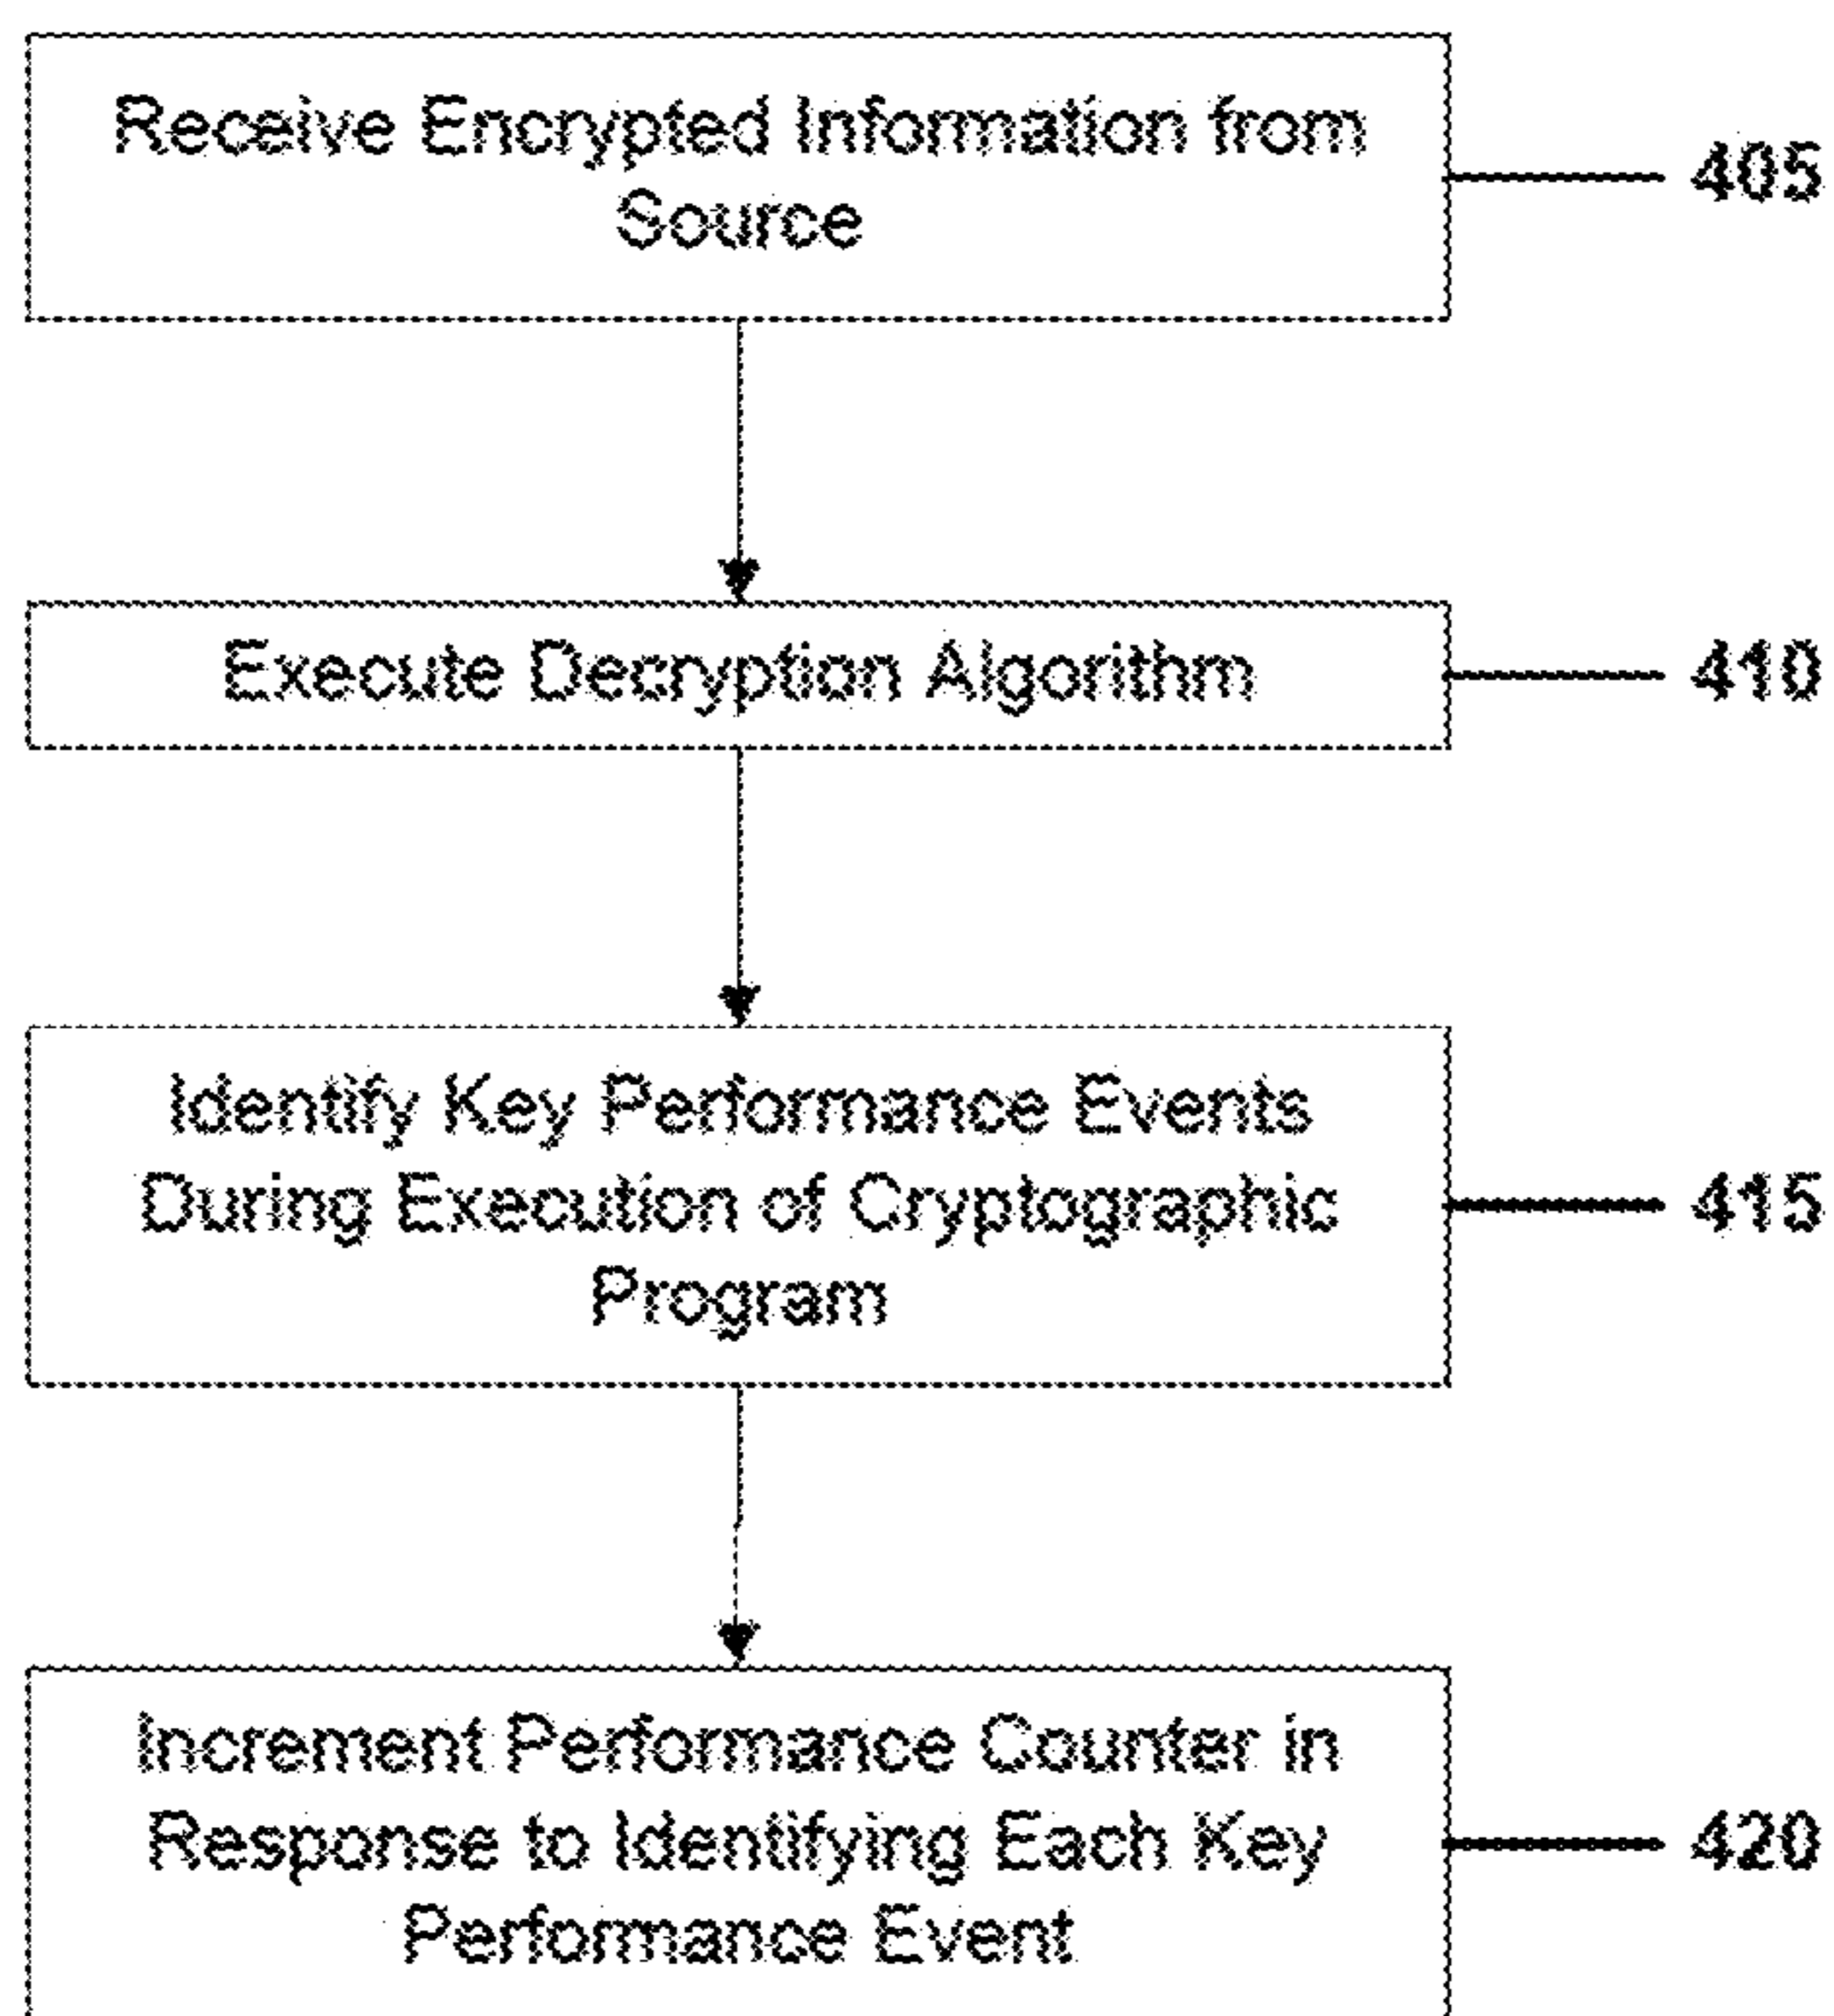 Receive Encrypted Information from
Source
405
Execute Decryption Algorithm
410
Identify Key Performance Events
During Execution of Cryptographic
Program
415
Increment Performance Counter in
Response to Identifying Each Key
Performance Event
420